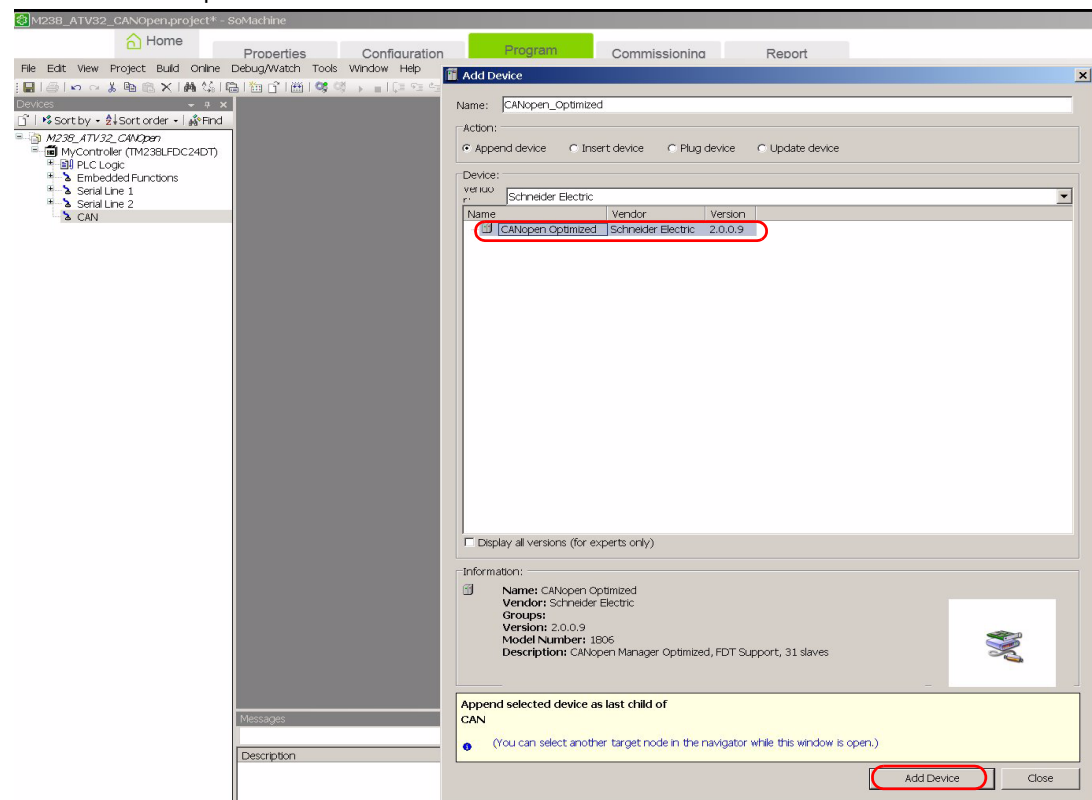 M238_ATV32_CANOpen.project* - SoMachine
Home
Properties Configuration Program Commissioning Report
File Edit View Project Build Online Debug/Watch Tools Window Help
Devices
Sort by Sort order Find
M238_ATV32_CANOpen
MyController (TM238LFDC24DT)
PLC Logic
Embedded Functions
Serial Line 1
Serial Line 2
CAN
Messages
Description
Add Device
Name: CANopen_Optimized
Action:
Append device Insert device Plug device Update device
Device:
Schneider Electric
Name Vendor Version
CANopen Optimized Schneider Electric 2.0.0.9
Display all versions (for experts only)
Information:
Name: CANopen Optimized
Vendor: Schneider Electric
Groups:
Version: 2.0.0.9
Model Number: 1806
Description: CANopen Manager Optimized, FDT Support, 31 slaves
Append selected device as last child of
CAN
(You can select another target node in the navigator while this window is open.)
Add Device Close